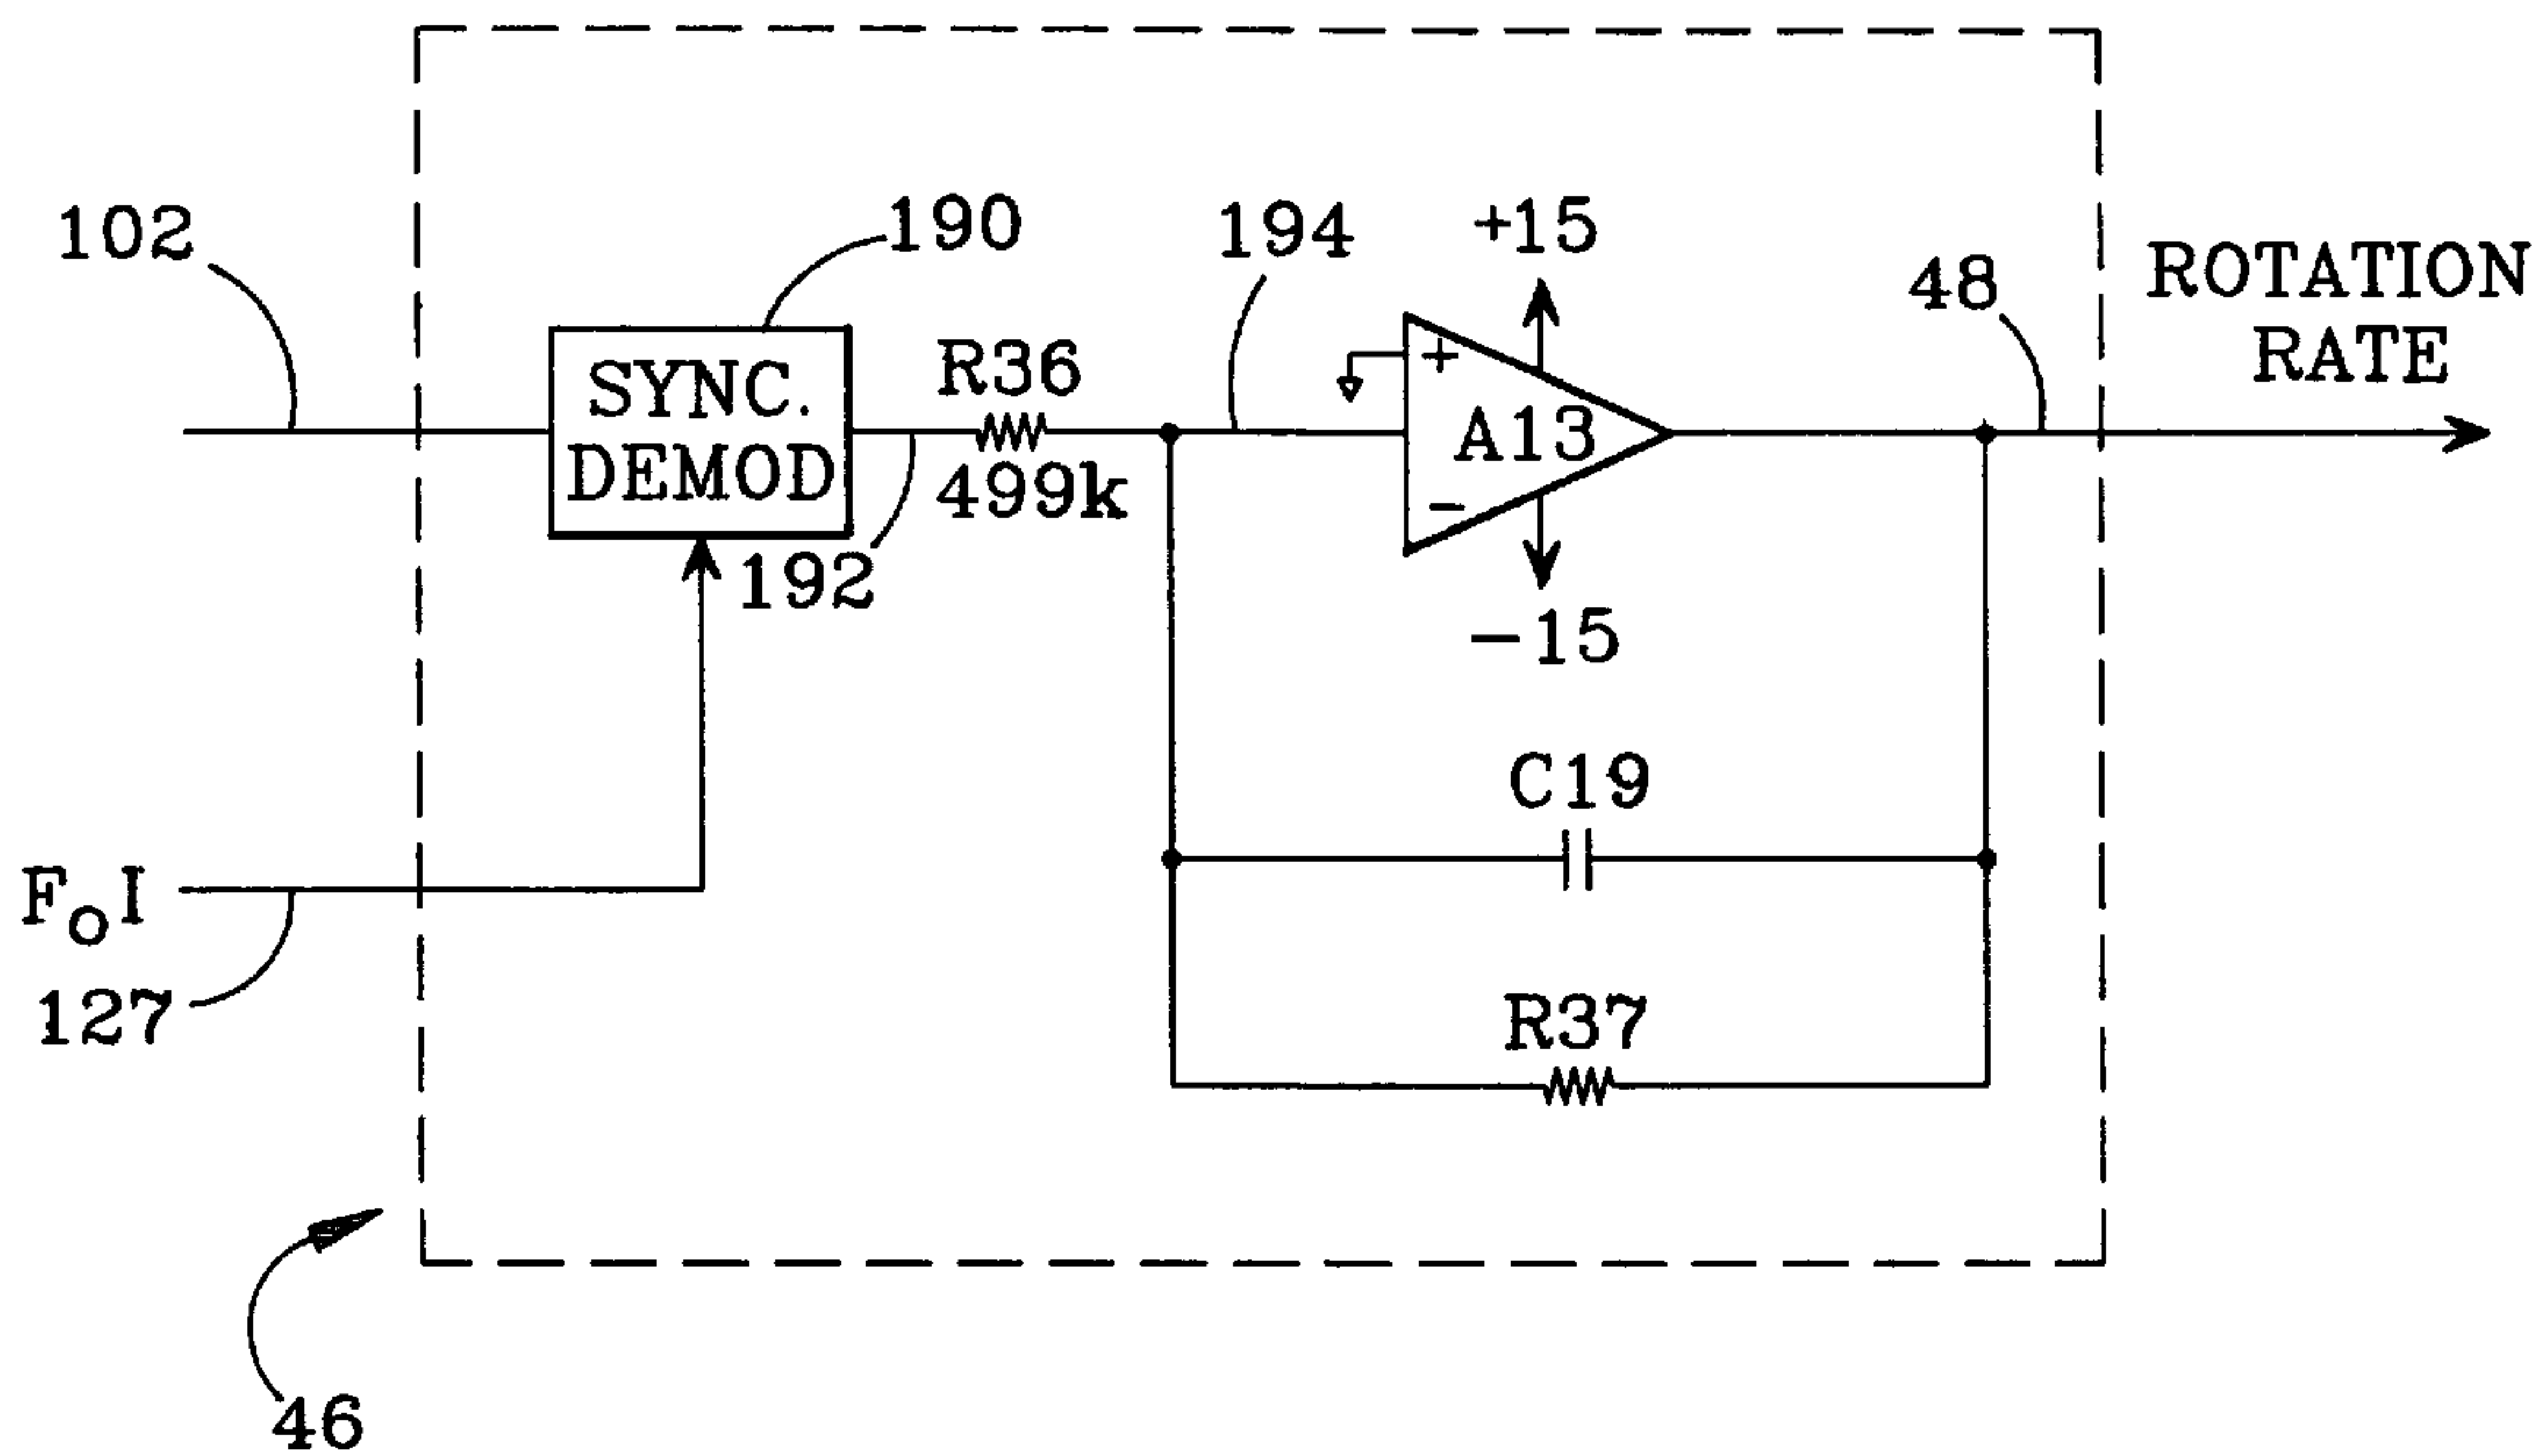 102
190
194
+15
48
ROTATION
RATE
SYNC.
DEMOD
R36
499k
192
+
A13
−
−15
C19
FOI
127
R37
46